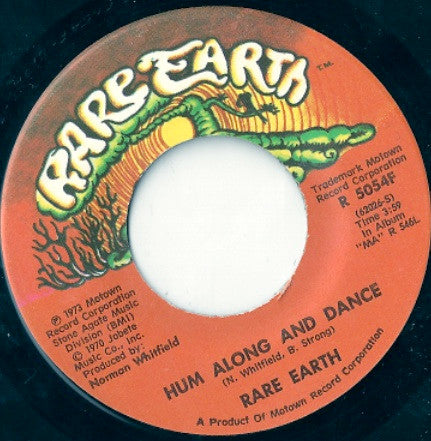 RARE EARTH
TM.
Trademark Motown
Record Corporation
R 5054F
(62026-S)
Time 3:59
In Album
"MA" R 546L
℗ 1973 Motown
Record Corporation
Stone Agate Music
Division (BMI)
© 1970 Jobete
Music Co., Inc.
Produced by:
Norman Whitfield
HUM ALONG AND DANCE
(N. Whitfield, B. Strong)
RARE EARTH
A Product Of Motown Record Corporation